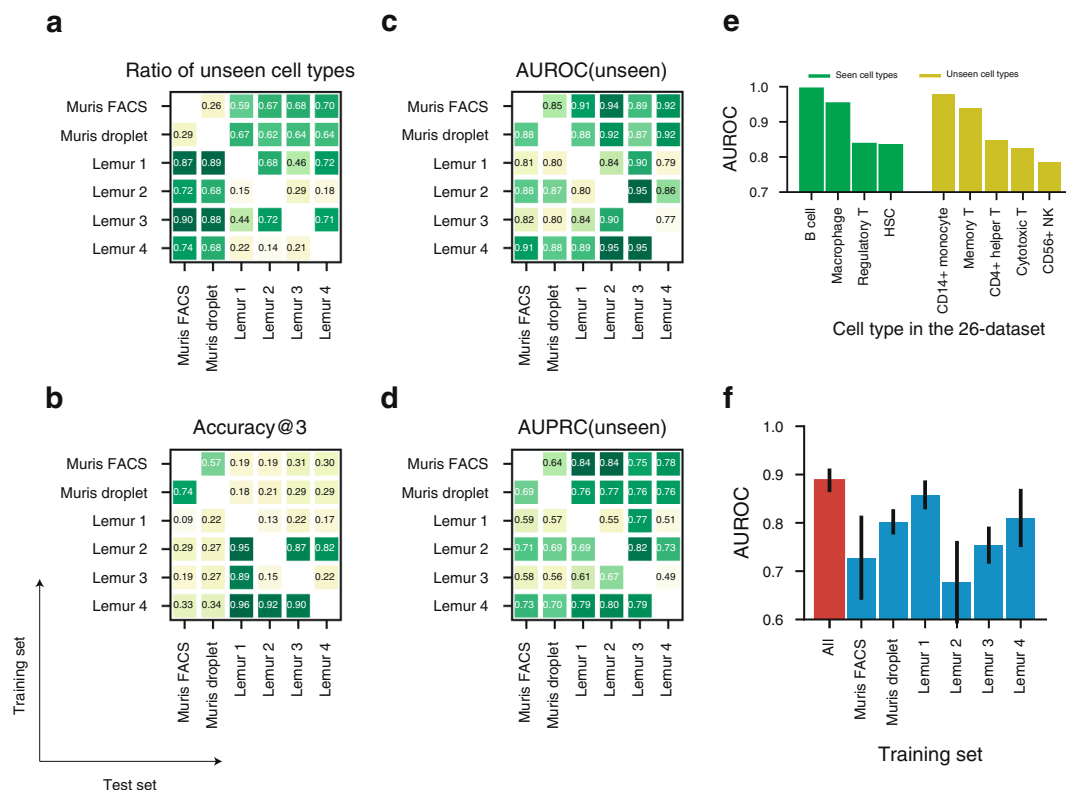 a
Ratio of unseen cell types
Muris FACS 0.26 0.59 0.67 0.68 0.70
Muris droplet 0.29 0.67 0.62 0.64 0.64
Lemur 1 0.87 0.89 0.68 0.46 0.72
Lemur 2 0.72 0.68 0.15 0.29 0.18
Lemur 3 0.90 0.88 0.44 0.72 0.71
Lemur 4 0.74 0.68 0.22 0.14 0.21
Muris FACS Muris droplet Lemur 1 Lemur 2 Lemur 3 Lemur 4
b
Accuracy@3
Muris FACS 0.57 0.19 0.19 0.31 0.30
Muris droplet 0.74 0.18 0.21 0.29 0.29
Lemur 1 0.09 0.22 0.13 0.22 0.17
Lemur 2 0.29 0.27 0.95 0.87 0.82
Lemur 3 0.19 0.27 0.89 0.15 0.22
Lemur 4 0.33 0.34 0.96 0.92 0.90
Muris FACS Muris droplet Lemur 1 Lemur 2 Lemur 3 Lemur 4
Training set
Test set
c
AUROC(unseen)
Muris FACS 0.85 0.91 0.94 0.89 0.92
Muris droplet 0.88 0.88 0.92 0.87 0.92
Lemur 1 0.81 0.80 0.84 0.90 0.79
Lemur 2 0.88 0.87 0.80 0.95 0.86
Lemur 3 0.82 0.80 0.84 0.90 0.77
Lemur 4 0.91 0.88 0.89 0.95 0.95
Muris FACS Muris droplet Lemur 1 Lemur 2 Lemur 3 Lemur 4
d
AUPRC(unseen)
Muris FACS 0.64 0.84 0.84 0.75 0.78
Muris droplet 0.69 0.76 0.77 0.76 0.76
Lemur 1 0.59 0.57 0.55 0.77 0.51
Lemur 2 0.71 0.69 0.69 0.82 0.73
Lemur 3 0.58 0.56 0.61 0.67 0.49
Lemur 4 0.73 0.70 0.79 0.80 0.79
Muris FACS Muris droplet Lemur 1 Lemur 2 Lemur 3 Lemur 4
e
Seen cell types Unseen cell types
AUROC
1.0
0.9
0.8
0.7
B cell Macrophage Regulatory T HSC CD14+ monocyte Memory T CD4+ helper T Cytotoxic T CD56+ NK
Cell type in the 26-dataset
f
AUROC
1.0
0.9
0.8
0.7
0.6
All Muris FACS Muris droplet Lemur 1 Lemur 2 Lemur 3 Lemur 4
Training set